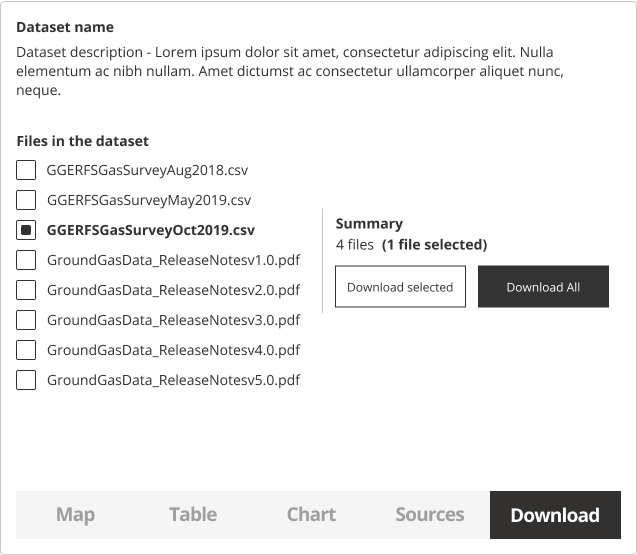 Dataset name
Dataset description - Lorem ipsum dolor sit amet, consectetur adipiscing elit. Nulla
elementum ac nibh nullam. Amet dictumst ac consectetur ullamcorper aliquet nunc,
neque.
Files in the dataset
GGERFSGasSurveyAug2018.csv
GGERFSGasSurveyMay2019.csv
GGERFSGasSurveyOct2019.csv
GroundGasData_ReleaseNotesv1.0.pdf
GroundGasData_ReleaseNotesv2.0.pdf
GroundGasData_ReleaseNotesv3.0.pdf
GroundGasData_ReleaseNotesv4.0.pdf
GroundGasData_ReleaseNotesv5.0.pdf
Summary
4 files (1 file selected)
Download selected Download All
Map Table Chart Sources Download